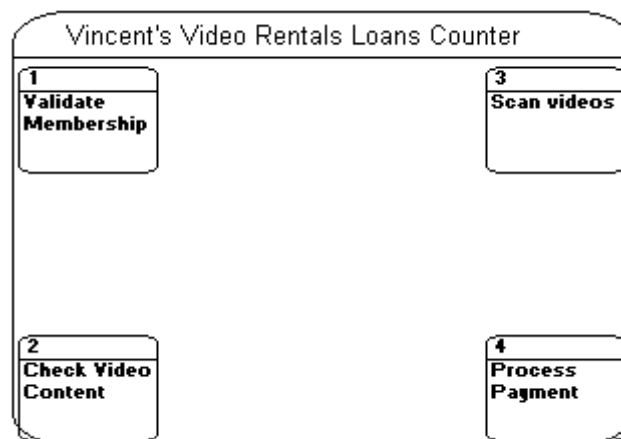 Vincent's Video Rentals Loans Counter
1
Validate
Membership
3
Scan videos
2
Check Video
Content
4
Process
Payment